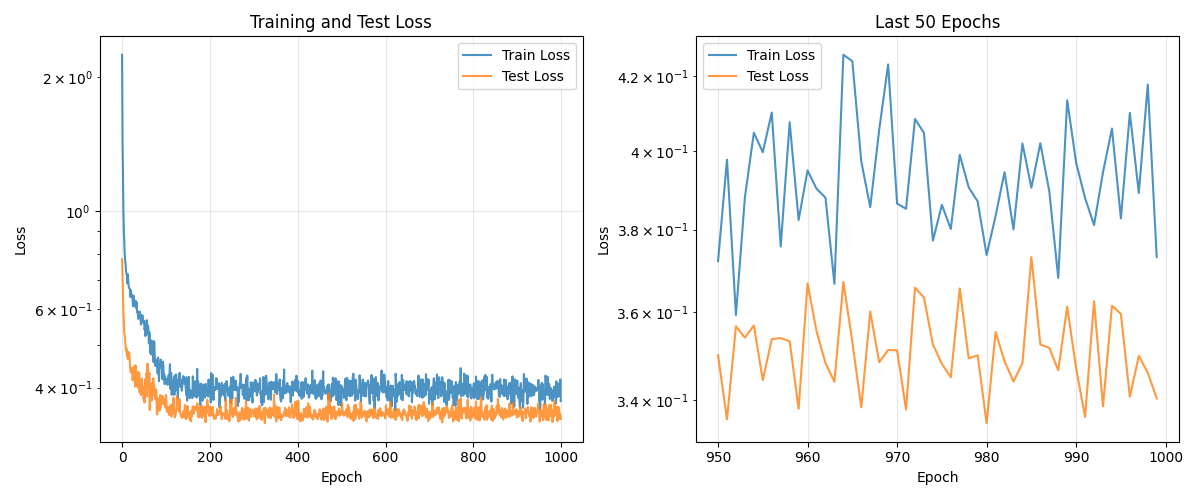 Training and Test Loss
Loss
2 × 10⁰
10⁰
6 × 10⁻¹
4 × 10⁻¹
Train Loss
Test Loss
0 200 400 600 800 1000
Epoch
Last 50 Epochs
Loss
4.2 × 10⁻¹
4 × 10⁻¹
3.8 × 10⁻¹
3.6 × 10⁻¹
3.4 × 10⁻¹
Train Loss
Test Loss
950 960 970 980 990 1000
Epoch